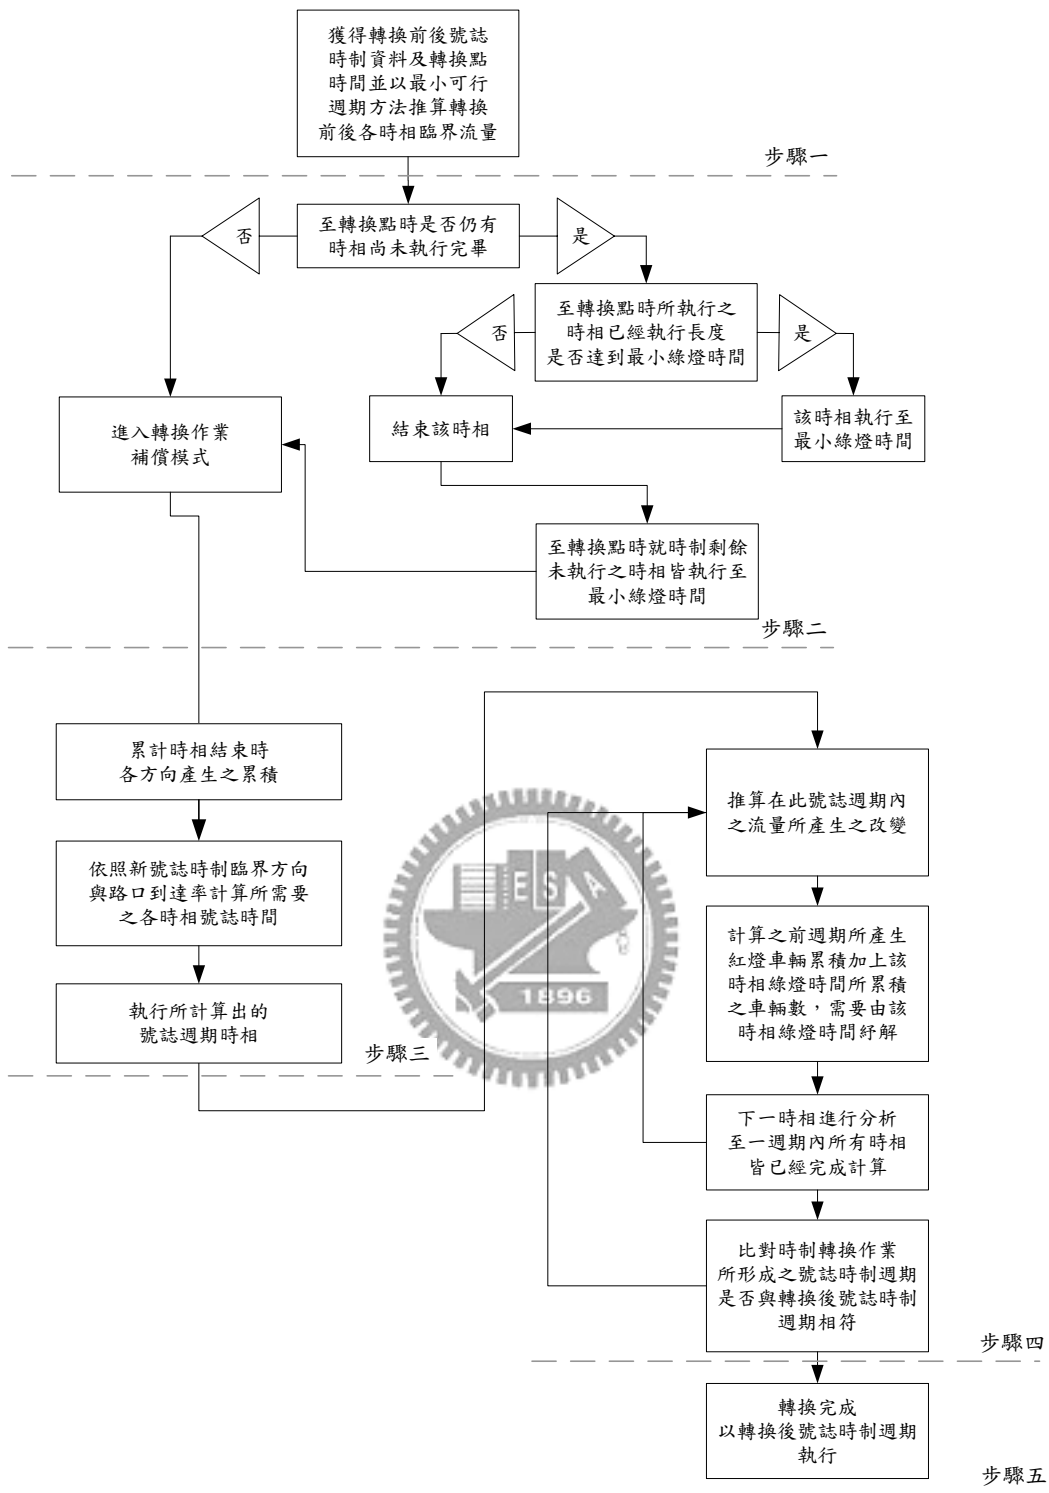 獲得轉換前後號誌
時制資料及轉換點
時間並以最小可行
週期方法推算轉換
前後各時相臨界流量
步驟一
至轉換點時是否仍有
時相尚未執行完畢
否
是
至轉換點時所執行之
時相已經執行長度
是否達到最小綠燈時間
否
是
進入轉換作業
補償模式
結束該時相
該時相執行至
最小綠燈時間
至轉換點時就時制剩餘
未執行之時相皆執行至
最小綠燈時間
步驟二
累計時相結束時
各方向產生之累積
依照新號誌時制臨界方向
與路口到達率計算所需要
之各時相號誌時間
執行所計算出的
號誌週期時相
步驟三
推算在此號誌週期內
之流量所產生之改變
計算之前週期所產生
紅燈車輛累積加上該
時相綠燈時間所累積
之車輛數，需要由該
時相綠燈時間紓解
下一時相進行分析
至一週期內所有時相
皆已經完成計算
比對時制轉換作業
所形成之號誌時制週期
是否與轉換後號誌時制
週期相符
步驟四
轉換完成
以轉換後號誌時制週期
執行
步驟五
E S A
1896